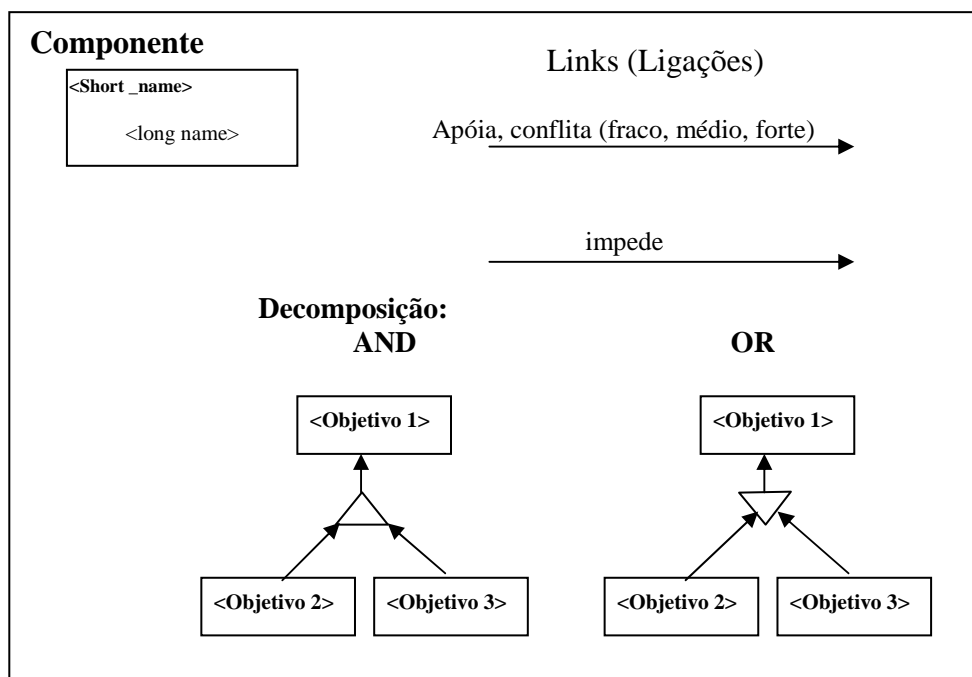 Componente
Links (Ligações)
<Short _name>
<long name>
Apóia, conflita (fraco, médio, forte)
impede
Decomposição:
AND
OR
<Objetivo 1>
<Objetivo 1>
<Objetivo 2>
<Objetivo 3>
<Objetivo 2>
<Objetivo 3>